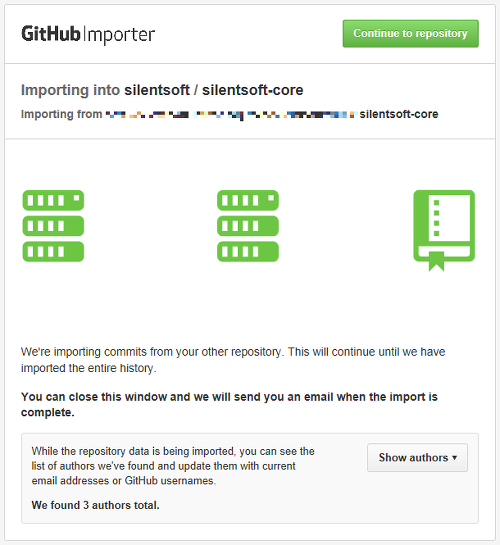 GitHub Importer
Continue to repository
Importing into silentsoft / silentsoft-core
Importing from silentsoft-core
We're importing commits from your other repository. This will continue until we have
imported the entire history.
You can close this window and we will send you an email when the import is
complete.
While the repository data is being imported, you can see the
list of authors we've found and update them with current
email addresses or GitHub usernames.
Show authors
We found 3 authors total.